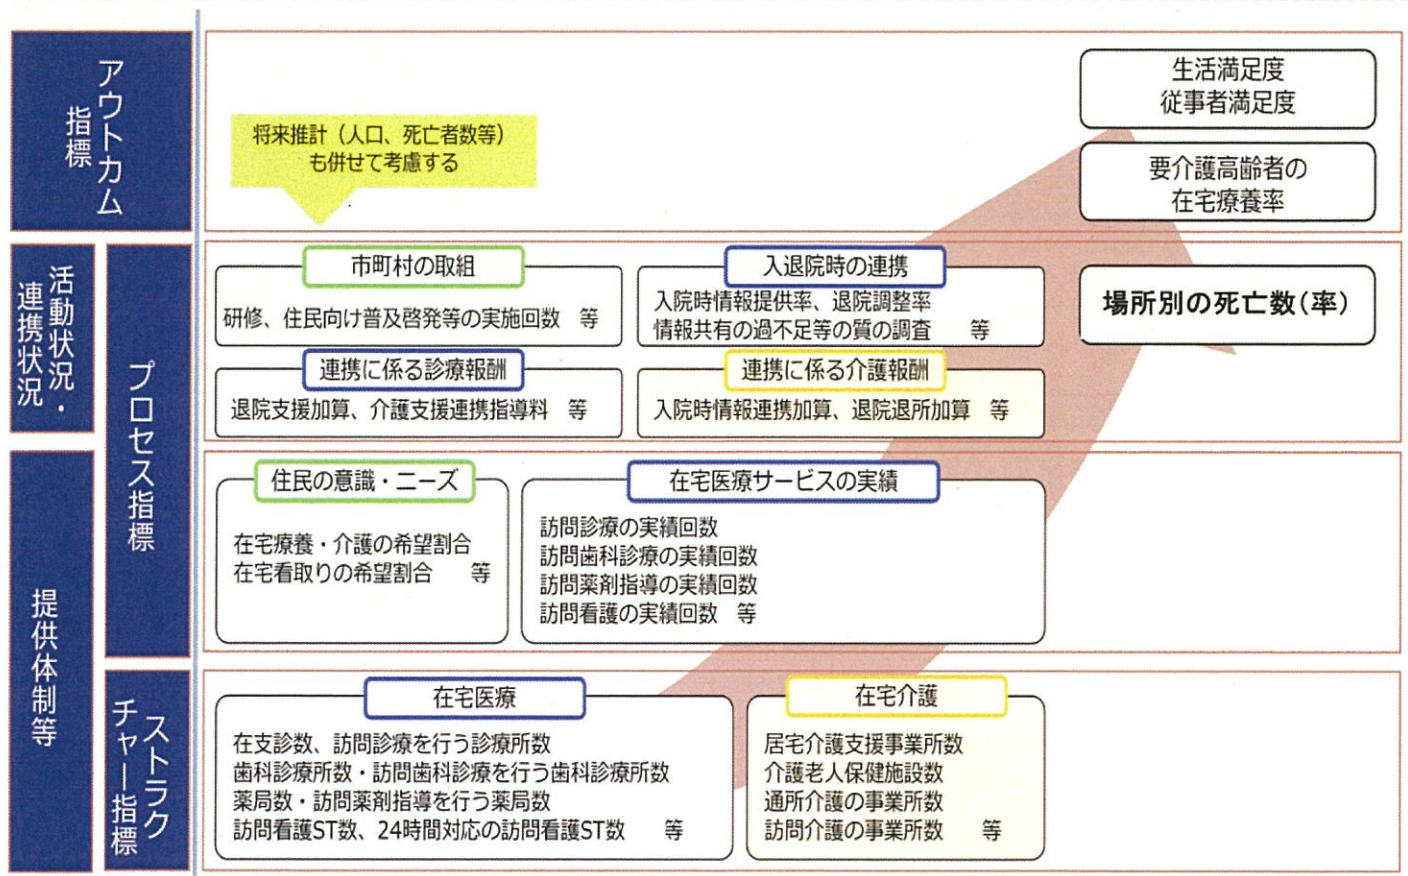 アウトカム
指標
生活満足度
従事者満足度
将来推計（人口、死亡者数等）
も併せて考慮する
要介護高齢者の
在宅療養率
活動状況・
連携状況
プロセス指標
市町村の取組
研修、住民向け普及啓発等の実施回数　等
入退院時の連携
入院時情報提供率、退院調整率
情報共有の過不足等の質の調査　　等
場所別の死亡数（率）
連携に係る診療報酬
退院支援加算、介護支援連携指導料　等
連携に係る介護報酬
入院時情報連携加算、退院退所加算　等
提供体制等
住民の意識・ニーズ
在宅療養・介護の希望割合
在宅看取りの希望割合　　等
在宅医療サービスの実績
訪問診療の実績回数
訪問歯科診療の実績回数
訪問薬剤指導の実績回数
訪問看護の実績回数　等
ストラク
チャー指標
在宅医療
在支診数、訪問診療を行う診療所数
歯科診療所数・訪問歯科診療を行う歯科診療所数
薬局数・訪問薬剤指導を行う薬局数
訪問看護ST数、24時間対応の訪問看護ST数　　等
在宅介護
居宅介護支援事業所数
介護老人保健施設数
通所介護の事業所数
訪問介護の事業所数　　等